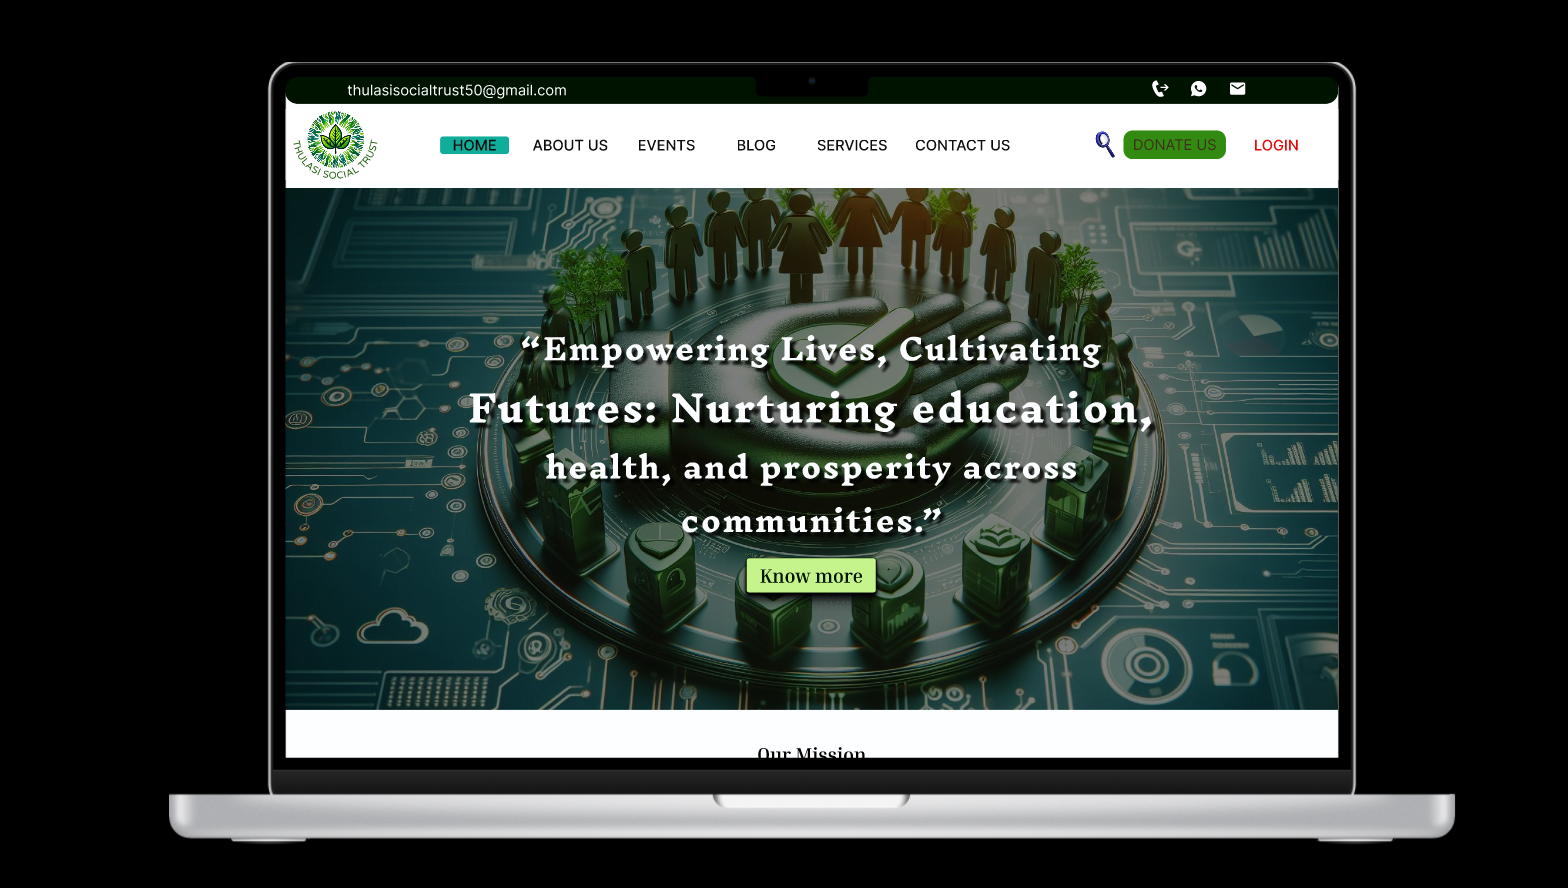 thulasisocialtrust50@gmail.com
THULASI SOCIAL TRUST
HOME ABOUT US EVENTS BLOG SERVICES CONTACT US DONATE US LOGIN
“Empowering Lives, Cultivating
Futures: Nurturing education,
health, and prosperity across
communities.”
Know more
Our Mission